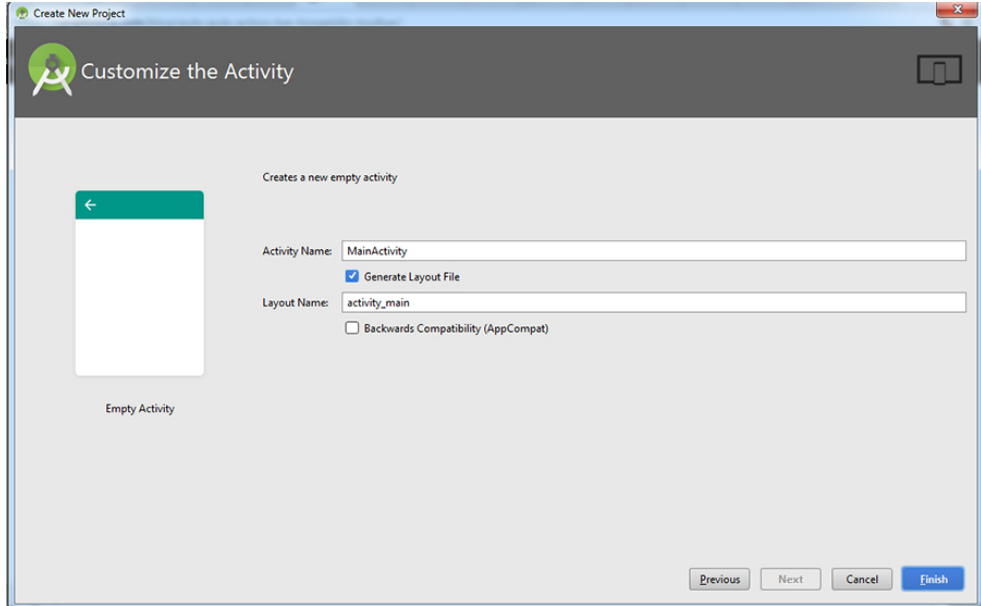 Create New Project
Customize the Activity
Creates a new empty activity
Activity Name: MainActivity
Generate Layout File
Layout Name: activity_main
Backwards Compatibility (AppCompat)
Empty Activity
Previous Next Cancel Finish